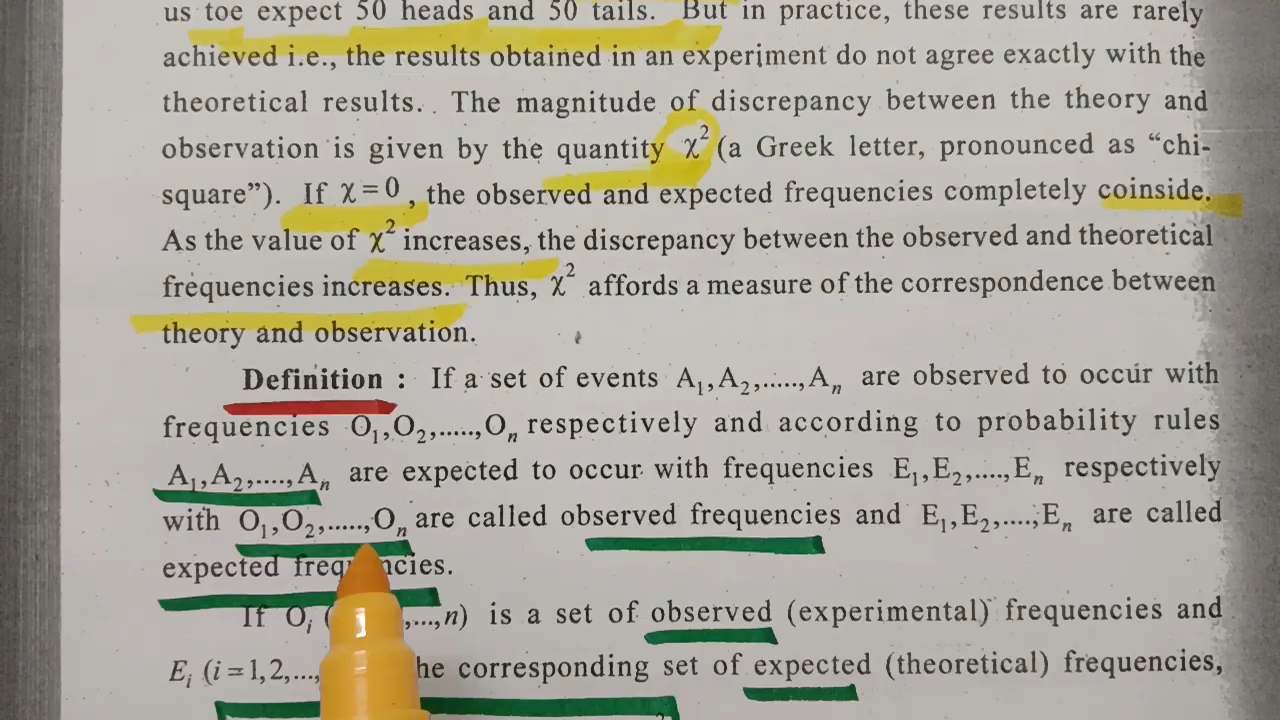 us toe expect 50 heads and 50 tails. But in practice, these results are rarely
achieved i.e., the results obtained in an experiment do not agree exactly with the
theoretical results. The magnitude of discrepancy between the theory and
observation is given by the quantity χ² (a Greek letter, pronounced as “chi-
square”). If χ = 0 , the observed and expected frequencies completely coinside.
As the value of χ² increases, the discrepancy between the observed and theoretical
frequencies increases. Thus, χ² affords a measure of the correspondence between
theory and observation.
Definition : If a set of events A₁,A₂,.....,Aₙ are observed to occur with
frequencies O₁,O₂,.....,Oₙ respectively and according to probability rules
A₁,A₂,....,Aₙ are expected to occur with frequencies E₁,E₂,....,Eₙ respectively
with O₁,O₂,......,Oₙ are called observed frequencies and E₁,E₂,....,Eₙ are called
expected frequencies.
If Oᵢ ( ,...,n) is a set of observed (experimental) frequencies and
Eᵢ (i = 1,2,..., the corresponding set of expected (theoretical) frequencies,